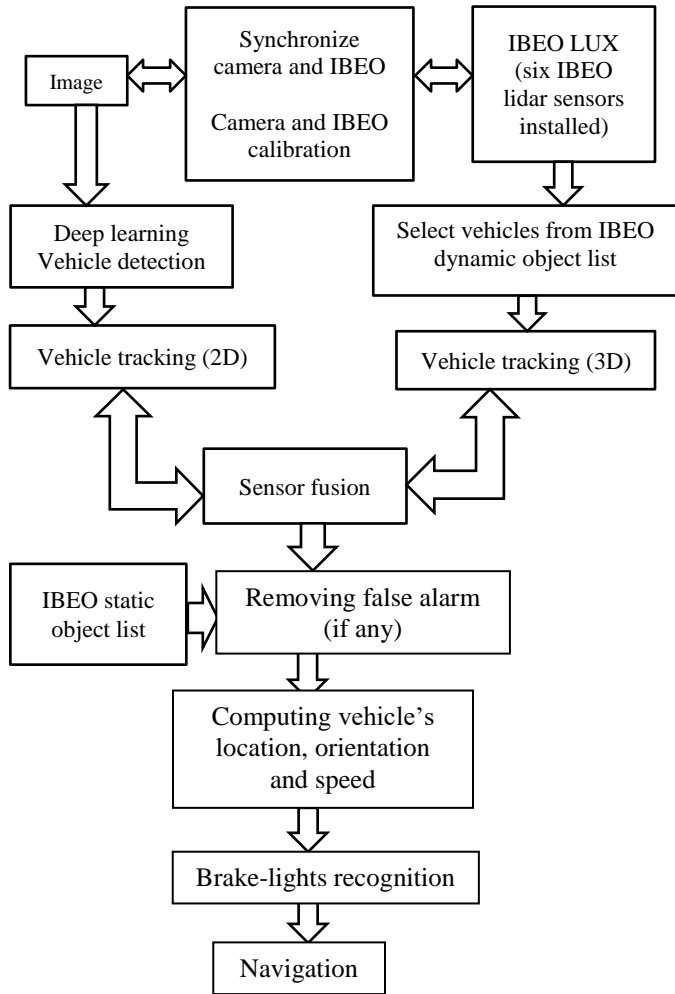 Image
Synchronize
camera and IBEO
Camera and IBEO
calibration
IBEO LUX
(six IBEO
lidar sensors
installed)
Deep learning
Vehicle detection
Select vehicles from IBEO
dynamic object list
Vehicle tracking (2D)
Vehicle tracking (3D)
Sensor fusion
IBEO static
object list
Removing false alarm
(if any)
Computing vehicle’s
location, orientation
and speed
Brake-lights recognition
Navigation